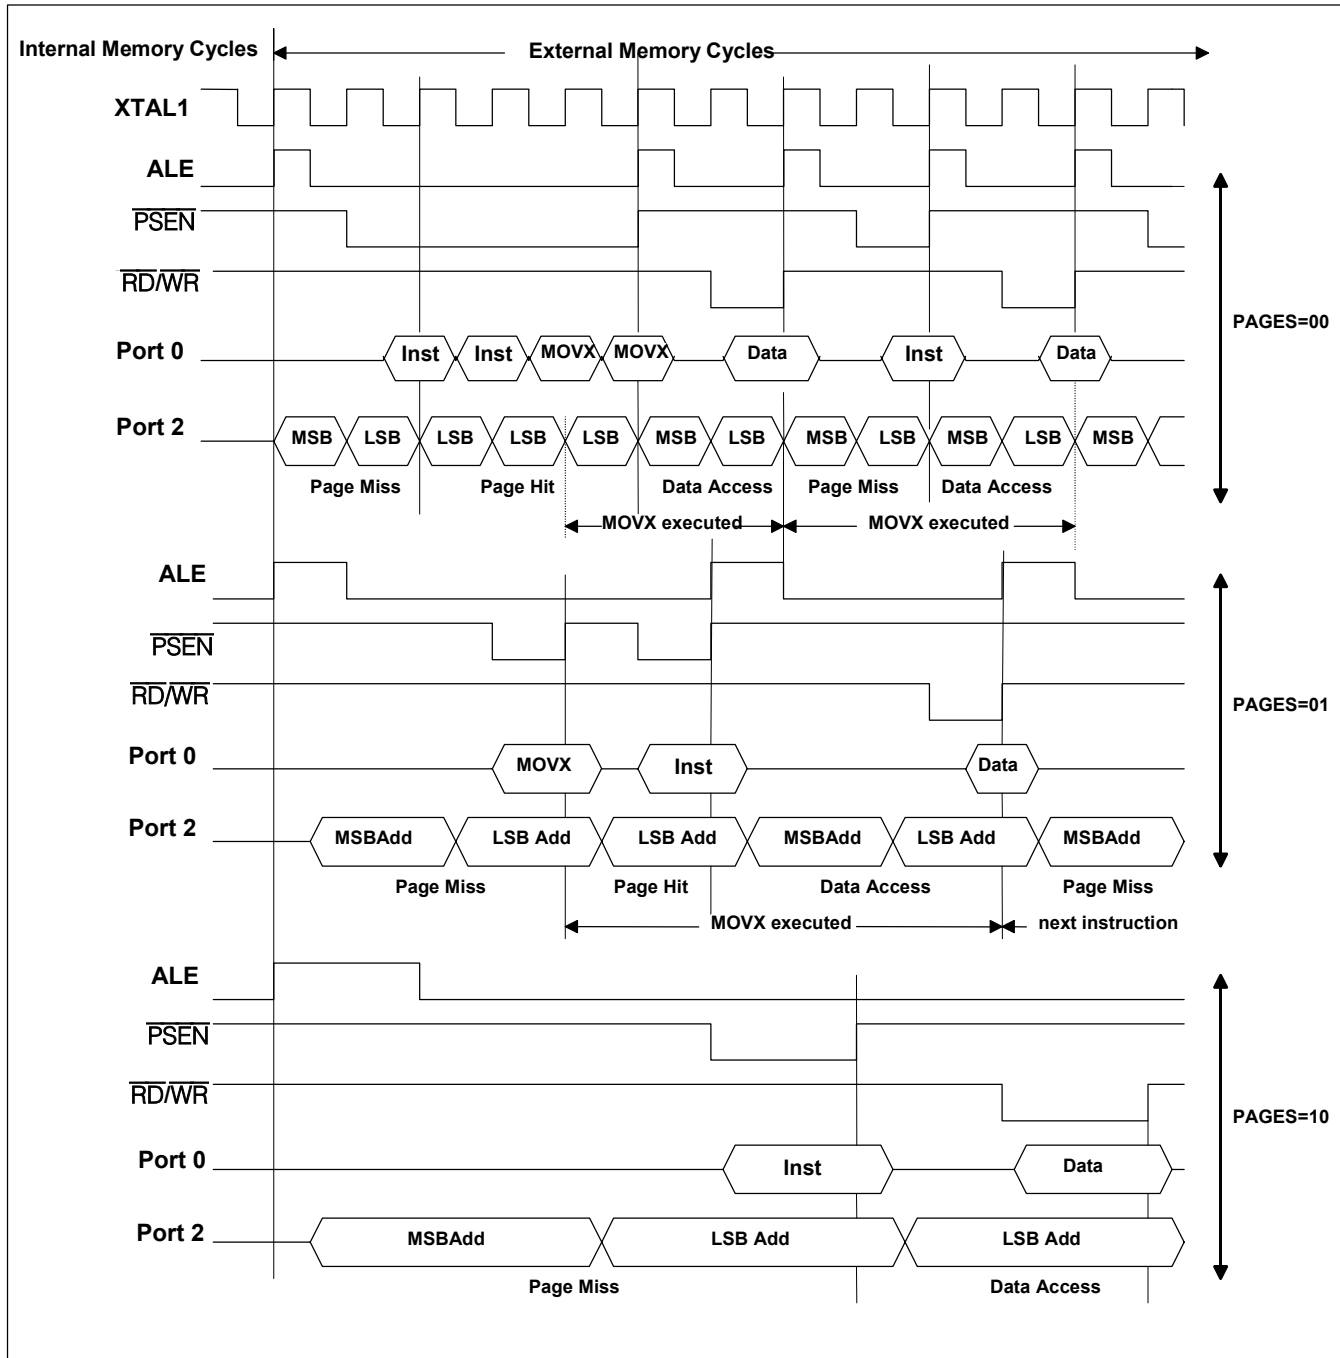 Internal Memory Cycles External Memory Cycles
XTAL1
ALE
PSEN
RD/WR
Port 0 Inst Inst MOVX MOVX Data Inst Data
Port 2 MSB LSB LSB LSB LSB MSB LSB MSB LSB MSB LSB MSB
Page Miss Page Hit Data Access Page Miss Data Access
MOVX executed MOVX executed
PAGES=00
ALE
PSEN
RD/WR
Port 0 MOVX Inst Data
Port 2 MSBAdd LSB Add LSB Add MSBAdd LSB Add MSBAdd
Page Miss Page Hit Data Access Page Miss
MOVX executed next instruction
PAGES=01
ALE
PSEN
RD/WR
Port 0 Inst Data
Port 2 MSBAdd LSB Add LSB Add
Page Miss Data Access
PAGES=10